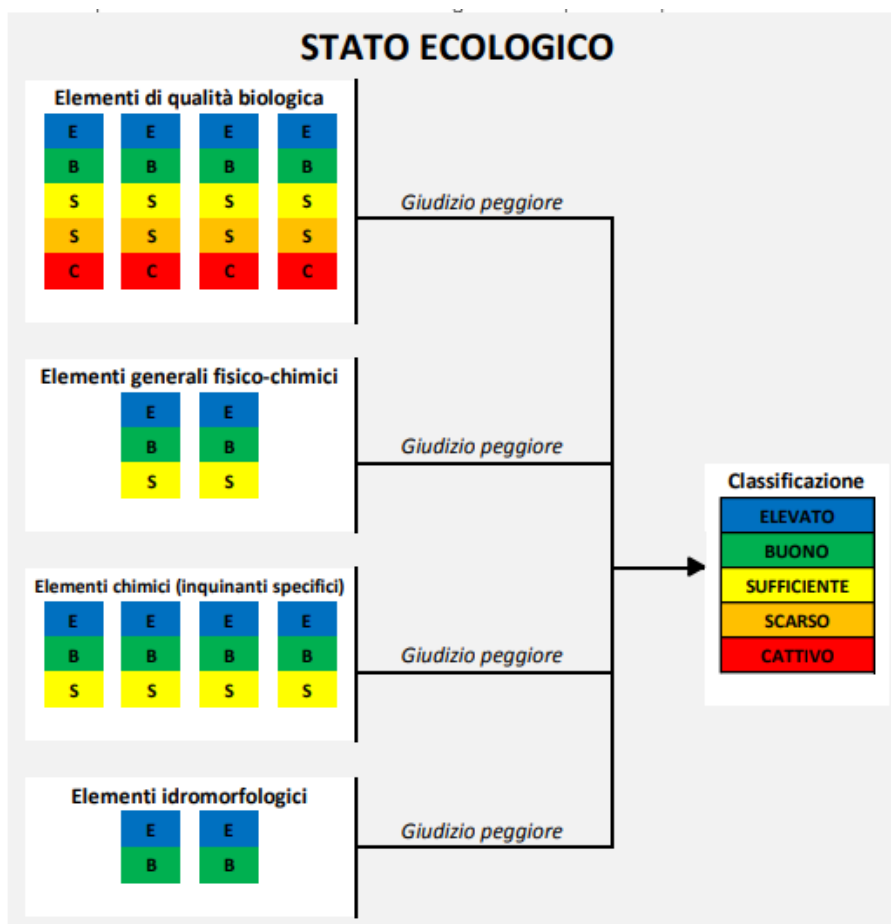 STATO ECOLOGICO
Elementi di qualità biologica
E E E E
B B B B
S S S S
S S S S
C C C C
Giudizio peggiore
Elementi generali fisico-chimici
E E
B B
S S
Giudizio peggiore
Elementi chimici (inquinanti specifici)
E E E E
B B B B
S S S S
Giudizio peggiore
Elementi idromorfologici
E E
B B
Giudizio peggiore
Classificazione
ELEVATO
BUONO
SUFFICIENTE
SCARSO
CATTIVO